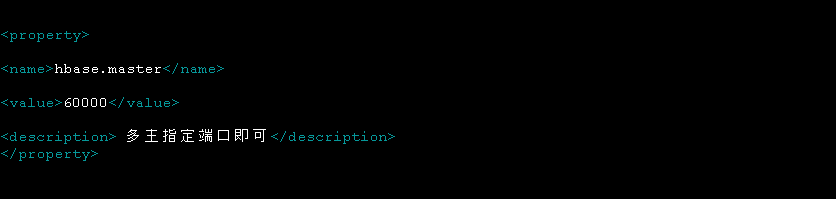 <property>
<name>hbase.master</name>
<value>60000</value>
<description> 多主指定端口即可</description>
</property>